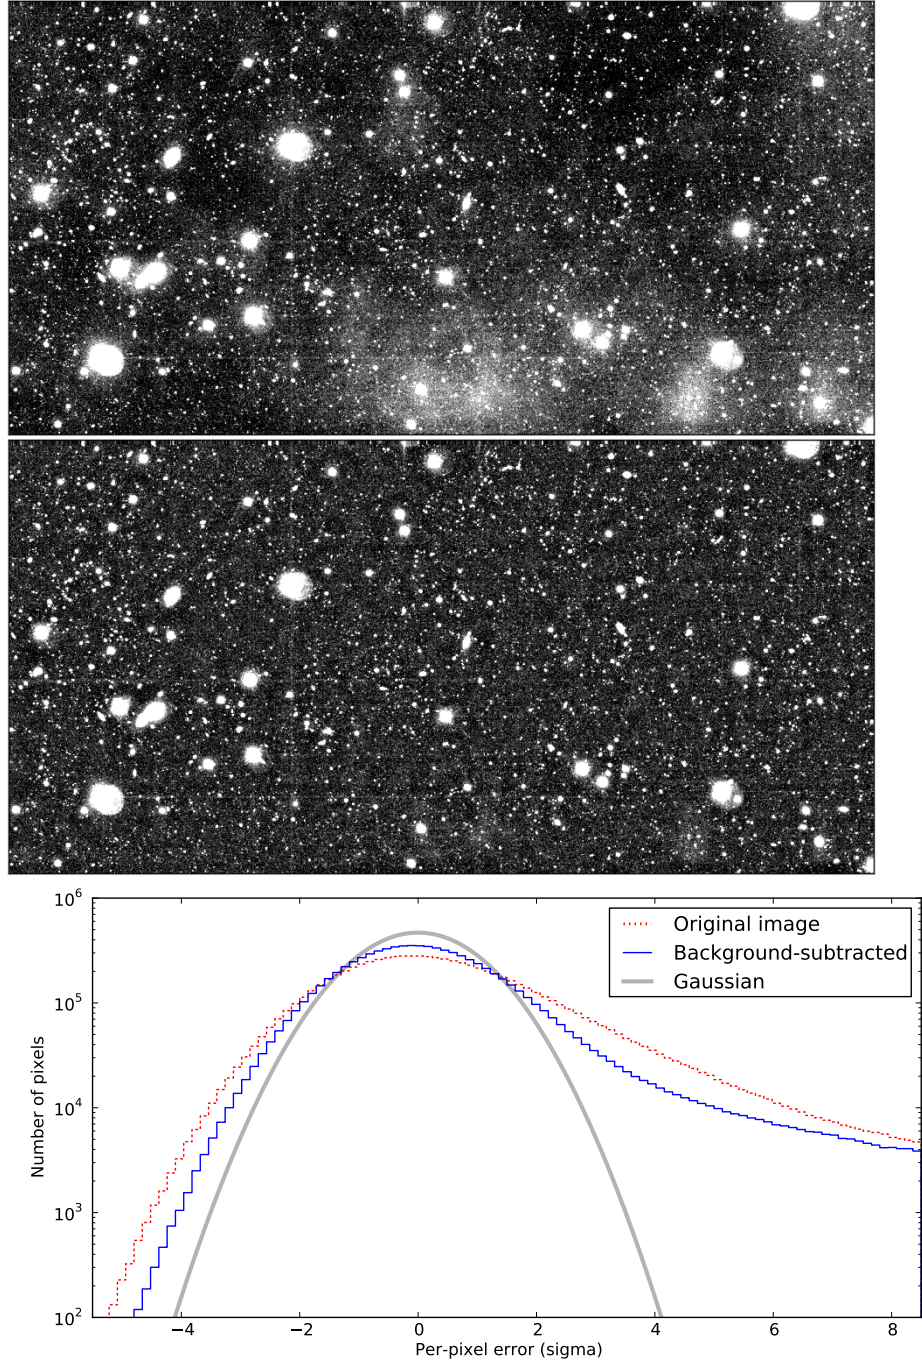 10^6
10^5
10^4
10^3
10^2
Number of pixels
Original image
Background-subtracted
Gaussian
−4 −2 0 2 4 6 8
Per-pixel error (sigma)